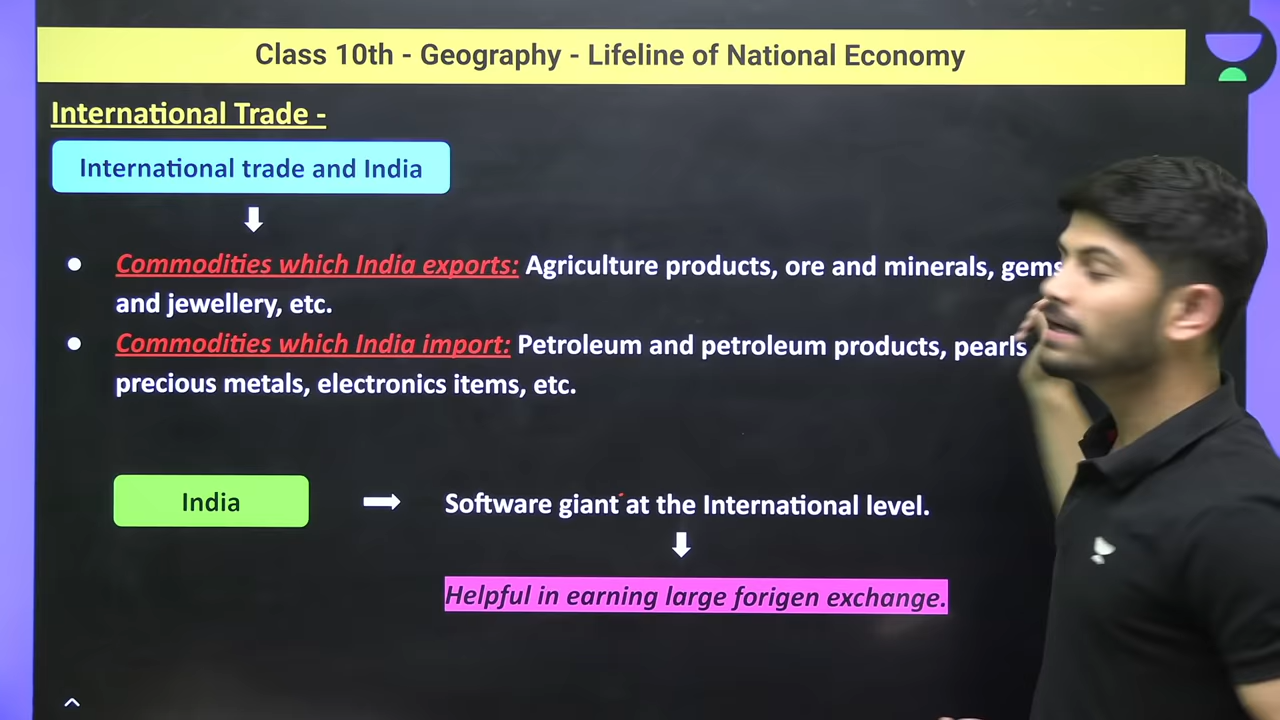 Class 10th - Geography - Lifeline of National Economy
International Trade -
International trade and India
Commodities which India exports: Agriculture products, ore and minerals, gems
and jewellery, etc.
Commodities which India import: Petroleum and petroleum products, pearls
precious metals, electronics items, etc.
India
Software giant at the International level.
Helpful in earning large forigen exchange.